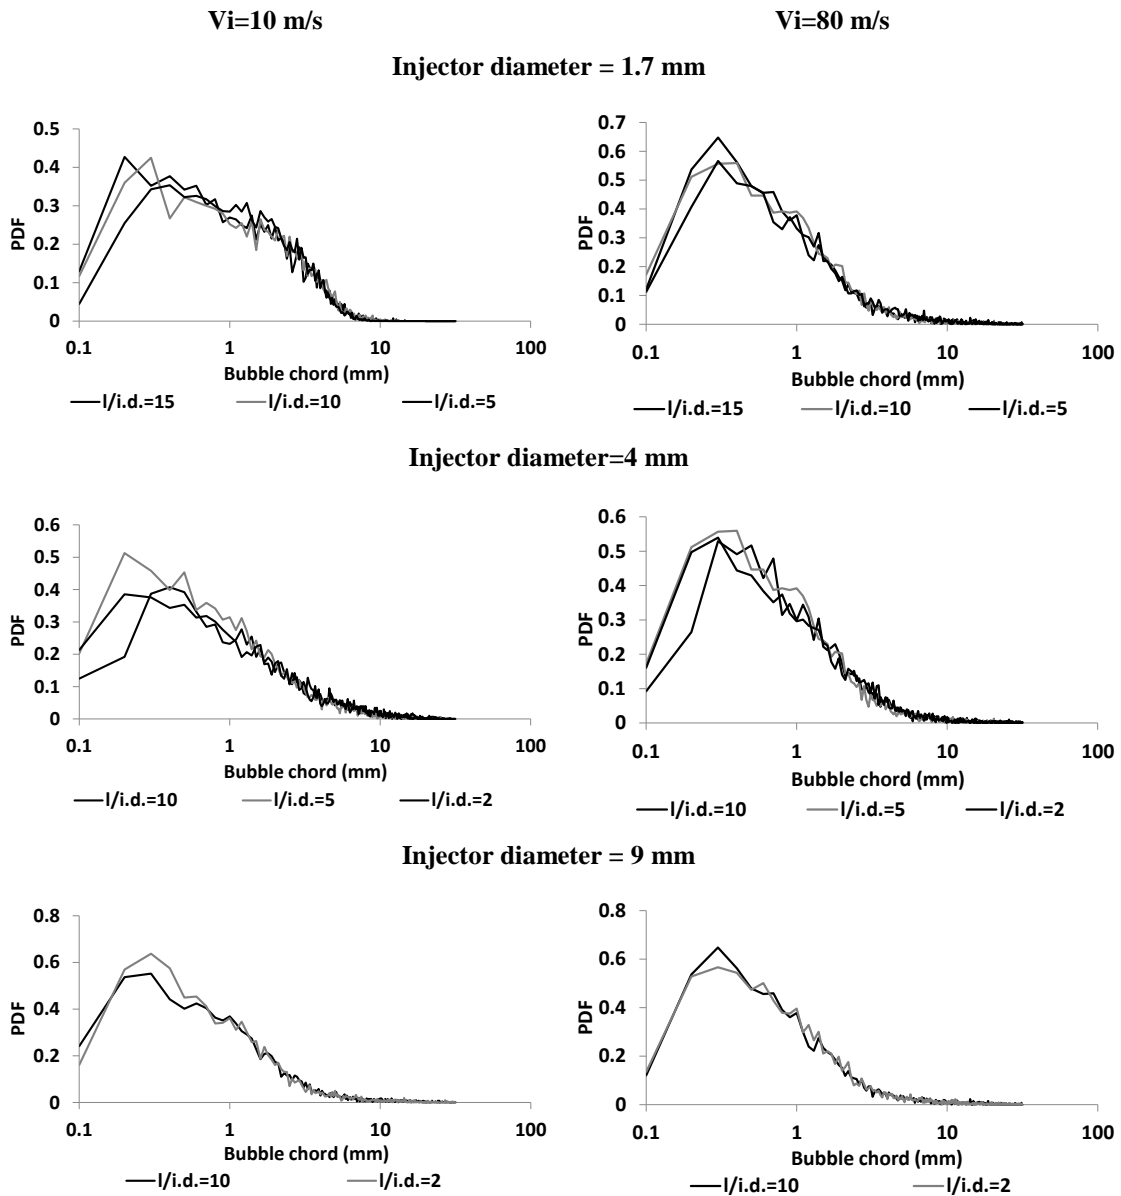 Vi=10 m/s
Vi=80 m/s
Injector diameter = 1.7 mm
0.5
0.4
0.3
0.2
0.1
0
PDF
0.1 1 10 100
Bubble chord (mm)
l/i.d.=15 l/i.d.=10 l/i.d.=5
0.7
0.6
0.5
0.4
0.3
0.2
0.1
0
PDF
0.1 1 10 100
Bubble chord (mm)
l/i.d.=15 l/i.d.=10 l/i.d.=5
Injector diameter=4 mm
0.6
0.5
0.4
0.3
0.2
0.1
0
PDF
0.1 1 10 100
Bubble chord (mm)
l/i.d.=10 l/i.d.=5 l/i.d.=2
0.6
0.5
0.4
0.3
0.2
0.1
0
PDF
0.1 1 10 100
Bubble chord (mm)
l/i.d.=10 l/i.d.=5 l/i.d.=2
Injector diameter = 9 mm
0.8
0.6
0.4
0.2
0
PDF
0.1 1 10 100
Bubble chord (mm)
l/i.d.=10 l/i.d.=2
0.8
0.6
0.4
0.2
0
PDF
0.1 1 10 100
Bubble chord (mm)
l/i.d.=10 l/i.d.=2